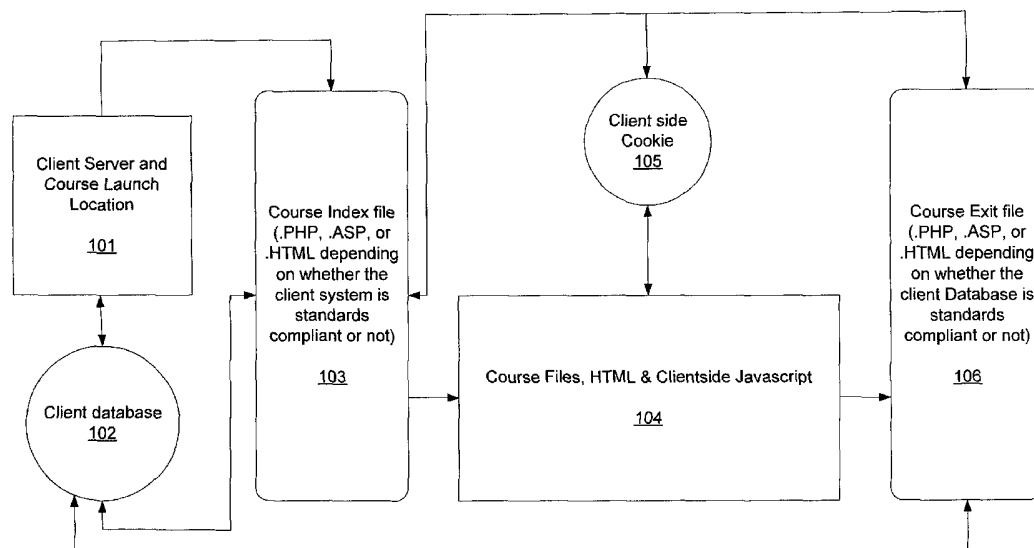 Client Server and
Course Launch
Location
101
Client database
102
Course Index file
(.PHP, .ASP, or
.HTML depending
on whether the
client system is
standards
compliant or not)
103
Client side
Cookie
105
Course Files, HTML & Clientside Javascript
104
Course Exit file
(.PHP, .ASP, or
.HTML depending
on whether the
client Database is
standards
compliant or not)
106